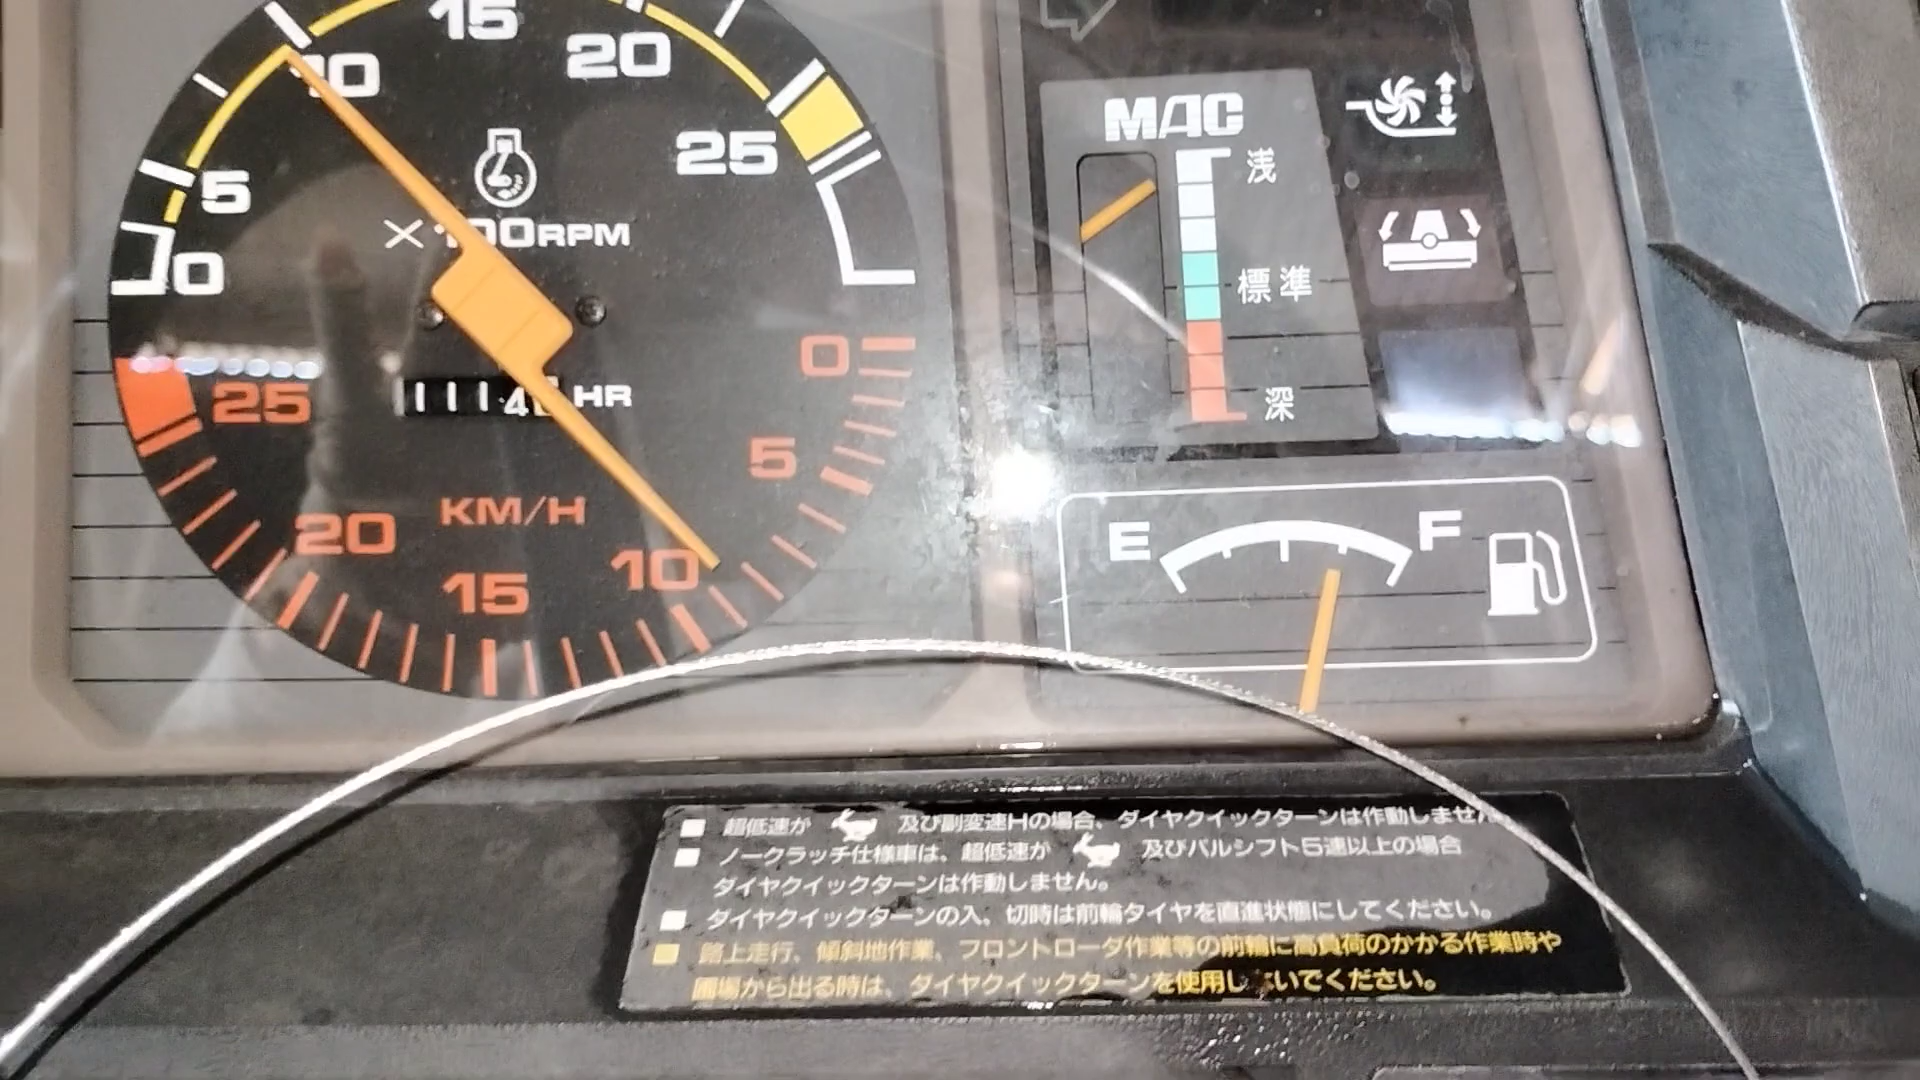 15
10
20
5
25
0
×100RPM
HR
0
25
5
KM/H
20
10
15
MAC
浅
標準
深
E
F
超低速が 及び副変速Hの場合、ダイヤクイックターンは作動しません。
ノークラッチ仕様車は、超低速が 及びパルシフト5速以上の場合
ダイヤクイックターンは作動しません。
ダイヤクイックターンの入、切時は前輪タイヤを直進状態にしてください。
路上走行、傾斜地作業、フロントローダ作業等の前輪に高負荷のかかる作業時や
圃場から出る時は、ダイヤクイックターンを使用しないでください。